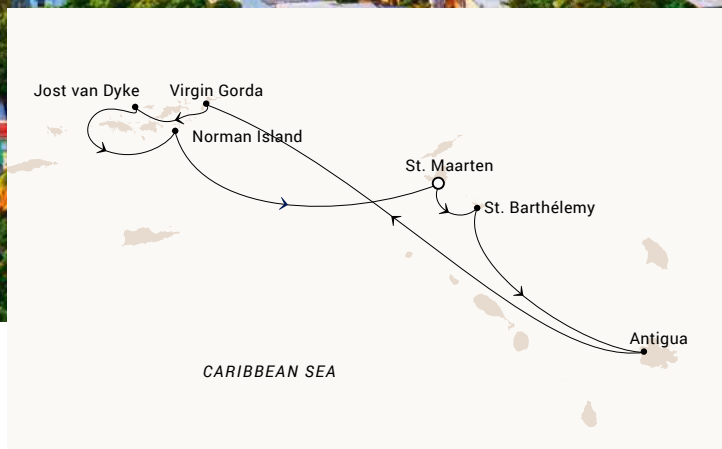 Jost van Dyke
Virgin Gorda
Norman Island
St. Maarten
St. Barthélemy
Antigua
CARIBBEAN SEA